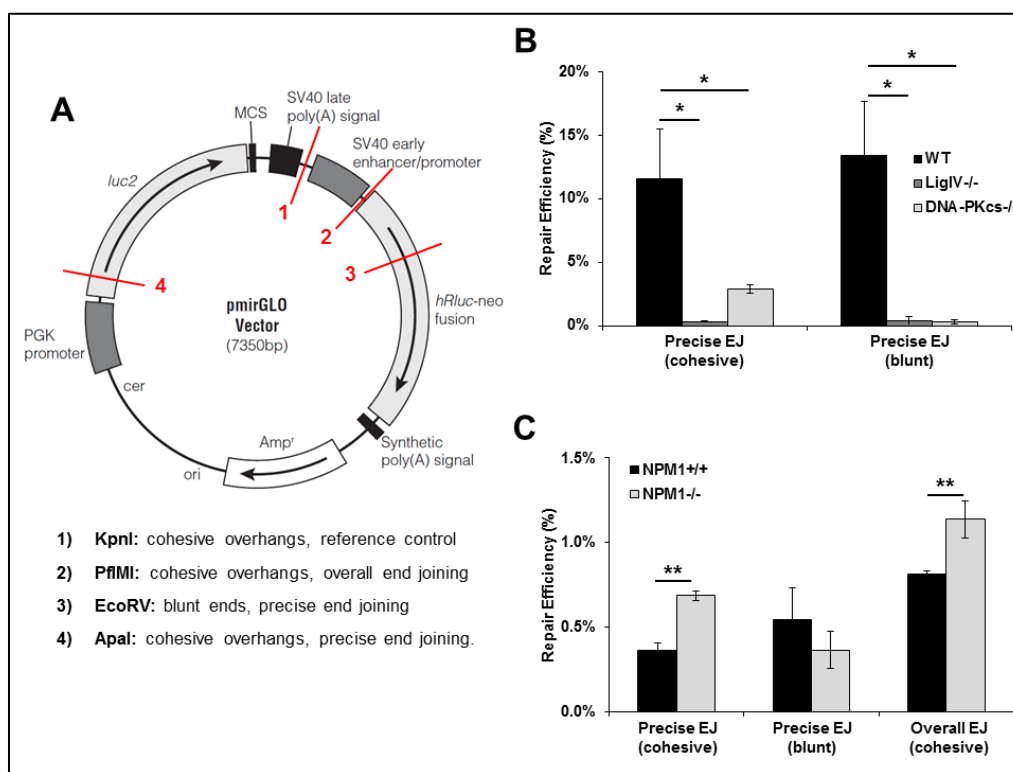 A
MCS
SV40 late
poly(A) signal
SV40 early
enhancer/promoter
luc2
1
2
3
4
pmirGLO
Vector
(7350bp)
hRluc-neo
fusion
PGK
promoter
cer
ori
Ampʳ
Synthetic
poly(A) signal
1) KpnI: cohesive overhangs, reference control
2) PflMI: cohesive overhangs, overall end joining
3) EcoRV: blunt ends, precise end joining
4) ApaI: cohesive overhangs, precise end joining.
B
Repair Efficiency (%)
20%
15%
10%
5%
0%
*
*
*
*
WT
LigIV-/-
DNA-PKcs-/
Precise EJ
(cohesive)
Precise EJ
(blunt)
C
Repair Efficiency (%)
1.5%
1.0%
0.5%
0.0%
NPM1+/+
NPM1-/-
**
**
Precise EJ
(cohesive)
Precise EJ
(blunt)
Overall EJ
(cohesive)